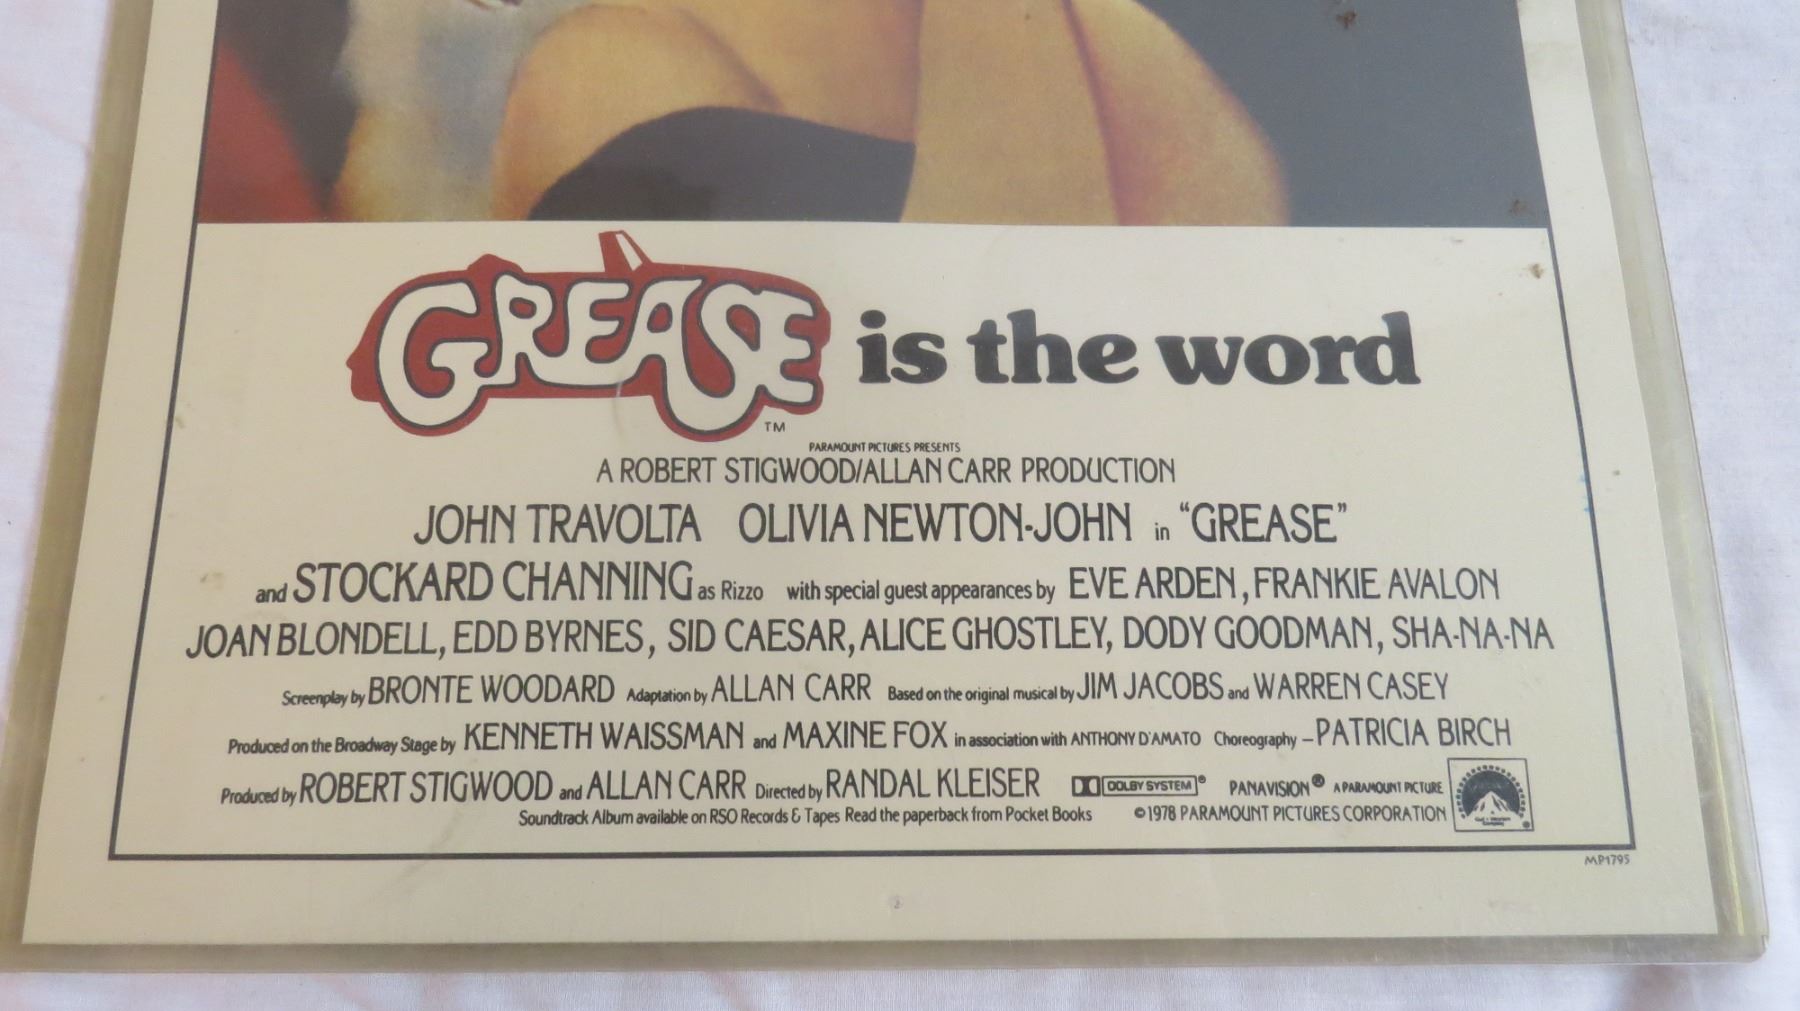 GREASE is the word
TM
PARAMOUNT PICTURES PRESENTS
A ROBERT STIGWOOD/ALLAN CARR PRODUCTION
JOHN TRAVOLTA OLIVIA NEWTON-JOHN in "GREASE"
and STOCKARD CHANNING as Rizzo with special guest appearances by EVE ARDEN, FRANKIE AVALON
JOAN BLONDELL, EDD BYRNES, SID CAESAR, ALICE GHOSTLEY, DODY GOODMAN, SHA-NA-NA
Screenplay by BRONTE WOODARD Adaptation by ALLAN CARR Based on the original musical by JIM JACOBS and WARREN CASEY
Produced on the Broadway Stage by KENNETH WAISSMAN and MAXINE FOX in association with ANTHONY D'AMATO Choreography – PATRICIA BIRCH
Produced by ROBERT STIGWOOD and ALLAN CARR Directed by RANDAL KLEISER DOLBY SYSTEM® PANAVISION® A PARAMOUNT PICTURE
Soundtrack Album available on RSO Records & Tapes Read the paperback from Pocket Books ©1978 PARAMOUNT PICTURES CORPORATION
MP1795